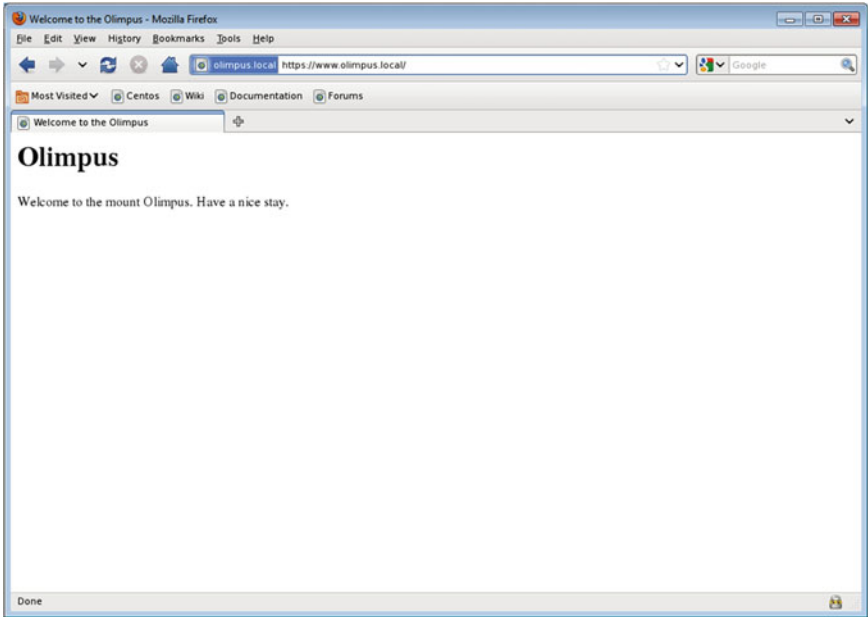 Welcome to the Olimpus - Mozilla Firefox
File Edit View History Bookmarks Tools Help
olimpus.local https://www.olimpus.local/ Google
Most Visited Centos Wiki Documentation Forums
Welcome to the Olimpus
Olimpus
Welcome to the mount Olimpus. Have a nice stay.
Done